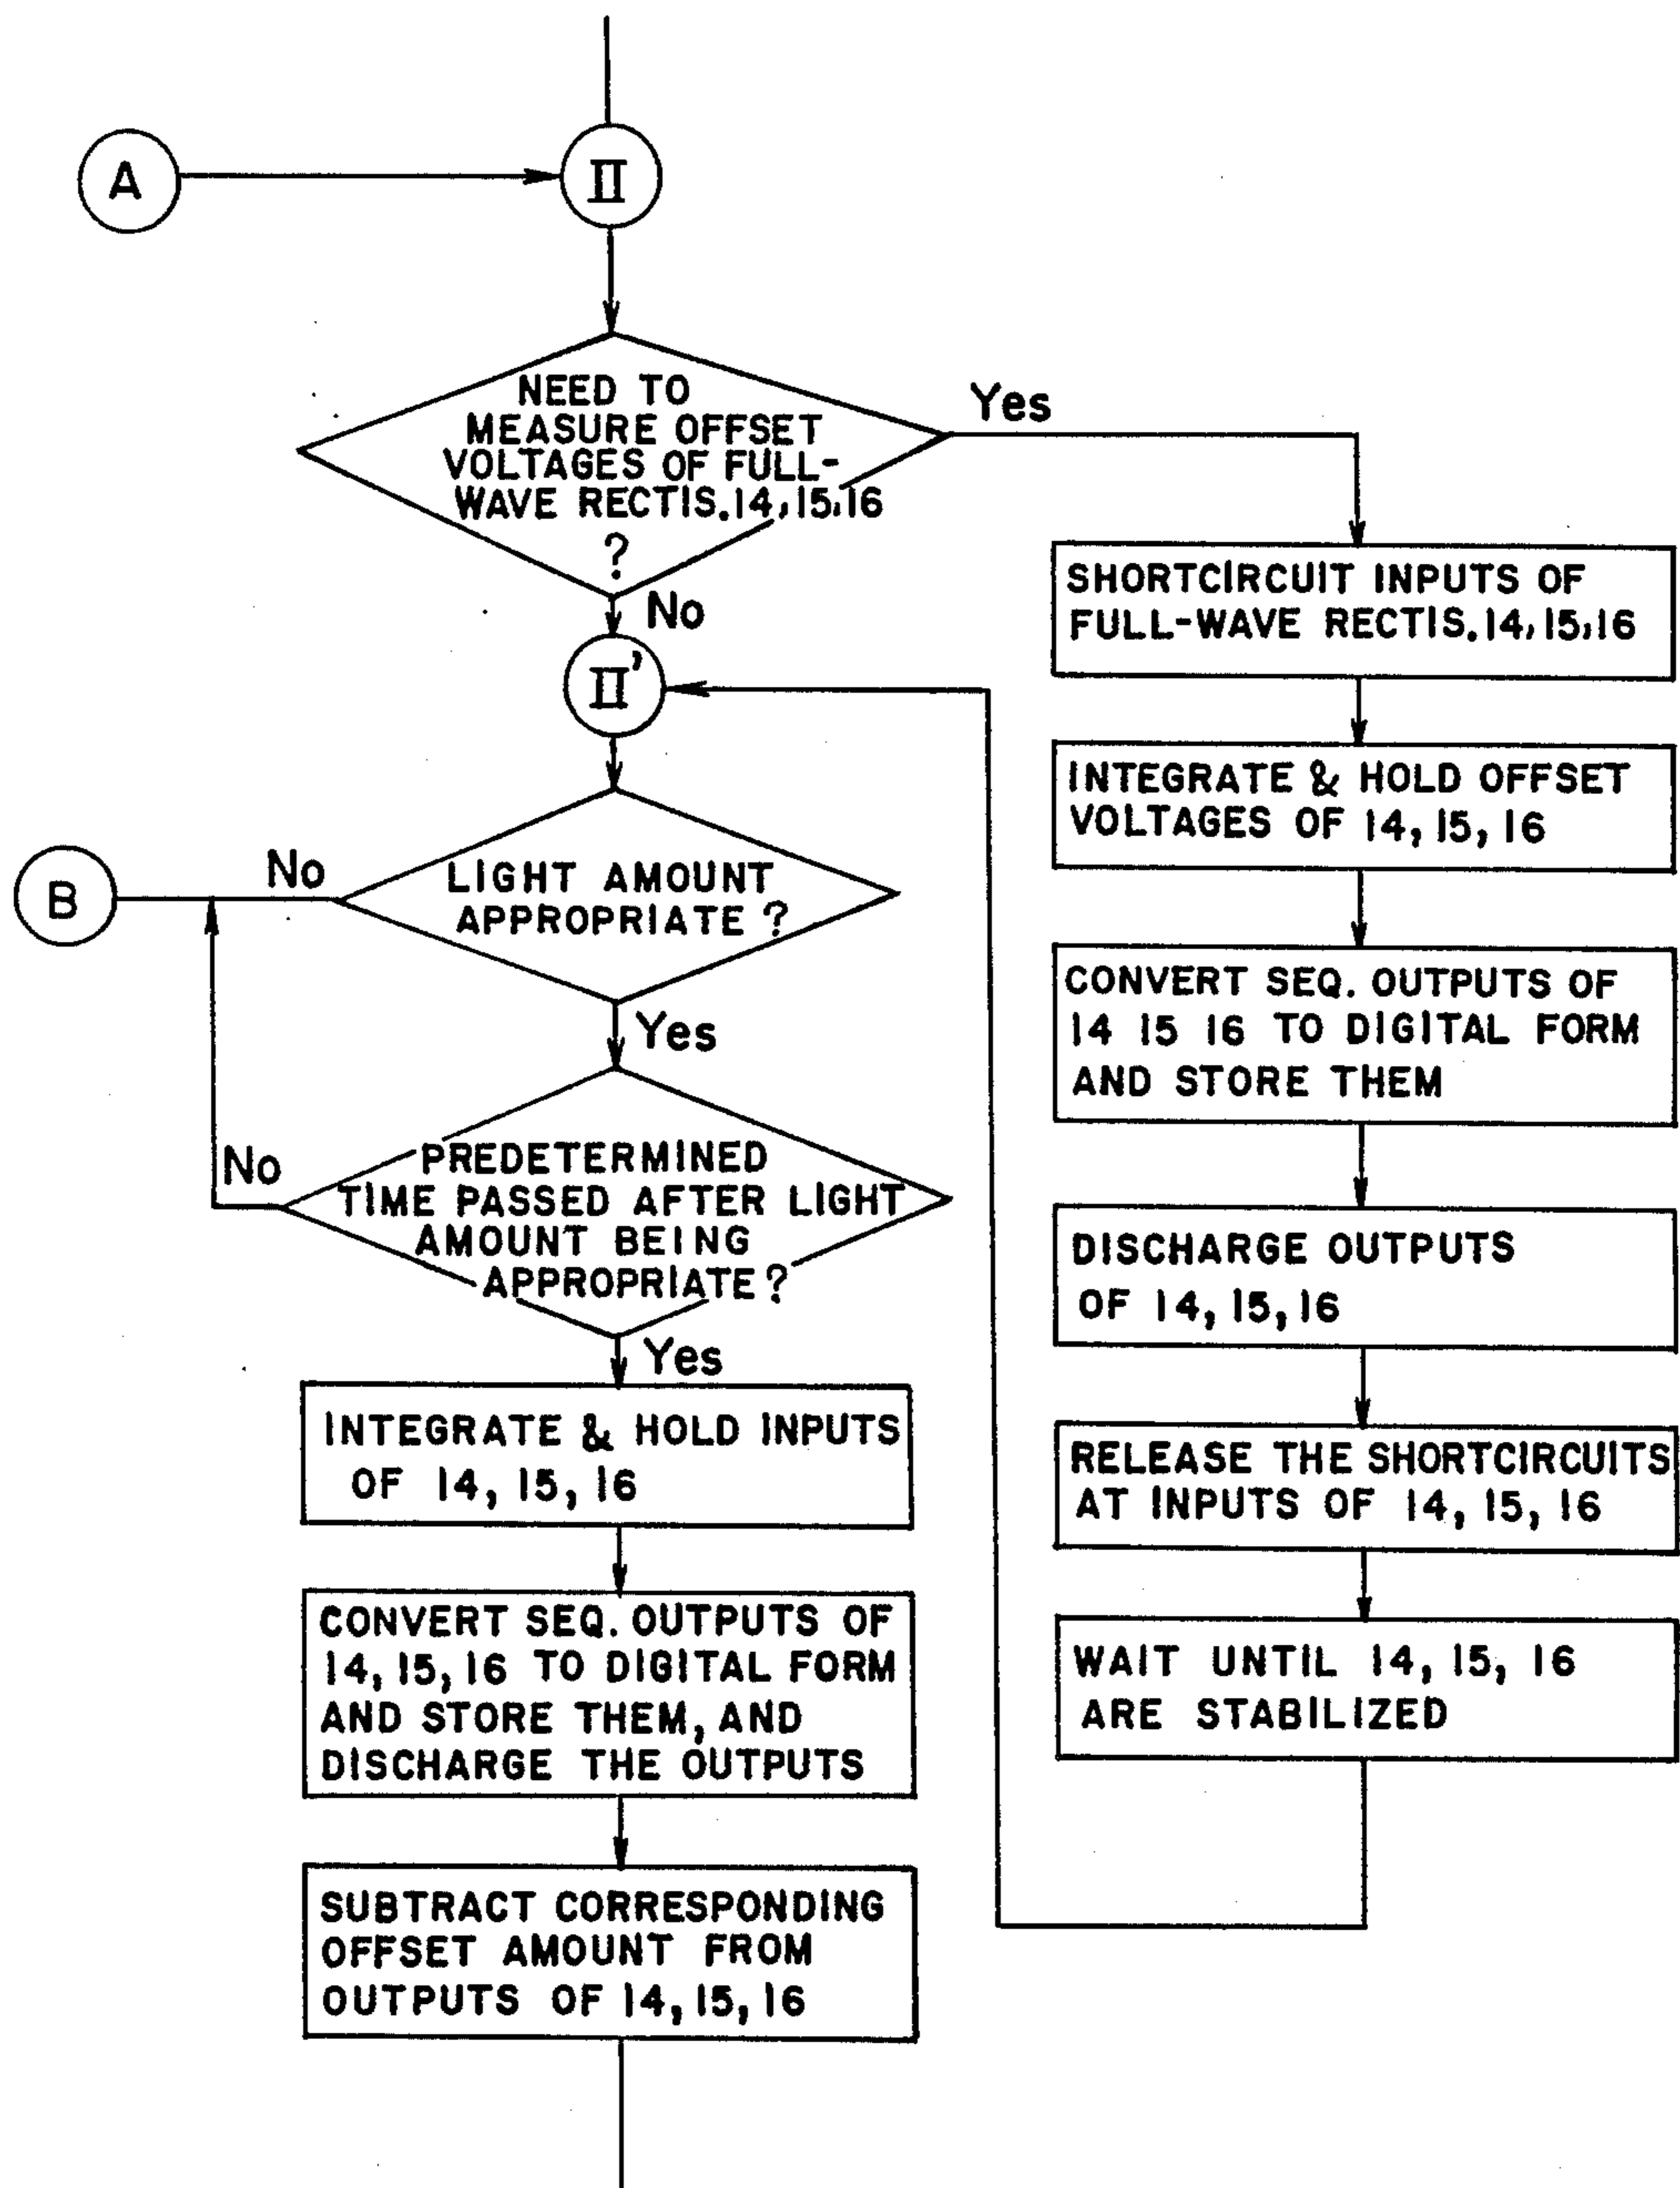 A
II
NEED TO
MEASURE OFFSET
VOLTAGES OF FULL-
WAVE RECTIS.14,15,16
?
Yes
No
II'
LIGHT AMOUNT
APPROPRIATE ?
No
B
Yes
PREDETERMINED
TIME PASSED AFTER LIGHT
AMOUNT BEING
APPROPRIATE?
No
Yes
INTEGRATE & HOLD INPUTS
OF 14, 15, 16
CONVERT SEQ. OUTPUTS OF
14, 15, 16 TO DIGITAL FORM
AND STORE THEM, AND
DISCHARGE THE OUTPUTS
SUBTRACT CORRESPONDING
OFFSET AMOUNT FROM
OUTPUTS OF 14, 15, 16
SHORTCIRCUIT INPUTS OF
FULL-WAVE RECTIS.14,15,16
INTEGRATE & HOLD OFFSET
VOLTAGES OF 14, 15, 16
CONVERT SEQ. OUTPUTS OF
14 15 16 TO DIGITAL FORM
AND STORE THEM
DISCHARGE OUTPUTS
OF 14, 15, 16
RELEASE THE SHORTCIRCUITS
AT INPUTS OF 14, 15, 16
WAIT UNTIL 14, 15, 16
ARE STABILIZED